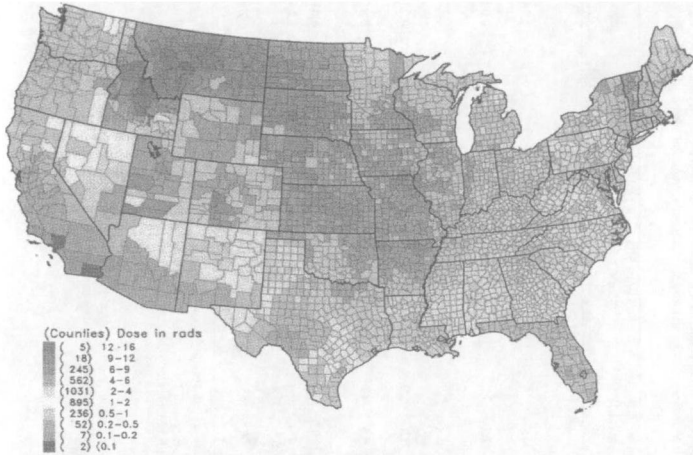 (Counties) Dose in rads
( 5) 12-16
( 18) 9-12
( 245) 6-9
( 562) 4-6
(1031) 2-4
( 895) 1-2
( 236) 0.5-1
( 52) 0.2-0.5
( 7) 0.1-0.2
( 2) <0.1